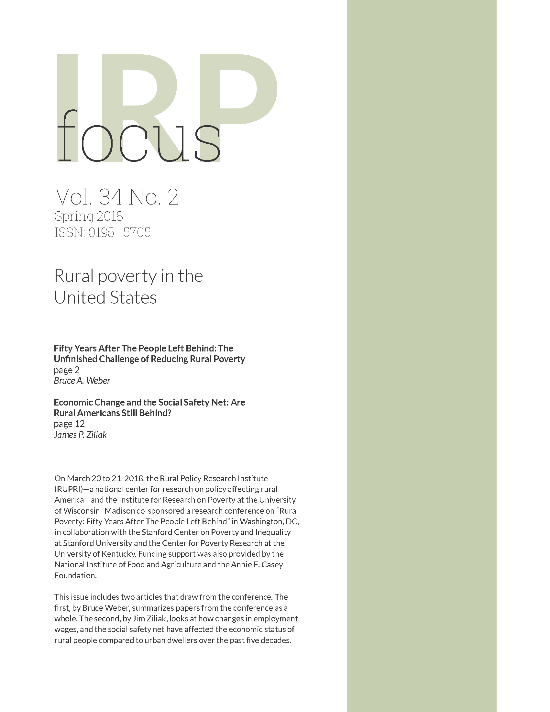 IRP
focus
Vol. 34 No. 2
Spring 2018
ISSN: 0195–5705
Rural poverty in the
United States
Fifty Years After The People Left Behind: The
Unfinished Challenge of Reducing Rural Poverty
page 2
Bruce A. Weber
Economic Change and the Social Safety Net: Are
Rural Americans Still Behind?
page 12
James P. Ziliak
On March 20 to 21, 2018, the Rural Policy Research Institute
(RUPRI)—a national center for research on policy affecting rural
America—and the Institute for Research on Poverty at the University
of Wisconsin–Madison co-sponsored a research conference on “Rural
Poverty: Fifty Years After The People Left Behind” in Washington, DC,
in collaboration with the Stanford Center on Poverty and Inequality
at Stanford University and the Center for Poverty Research at the
University of Kentucky. Funding support was also provided by the
National Institute of Food and Agriculture and the Annie E. Casey
Foundation.
This issue includes two articles that draw from the conference. The
first, by Bruce Weber, summarizes papers from the conference as a
whole. The second, by Jim Ziliak, looks at how changes in employment,
wages, and the social safety net have affected the economic status of
rural people compared to urban dwellers over the past five decades.